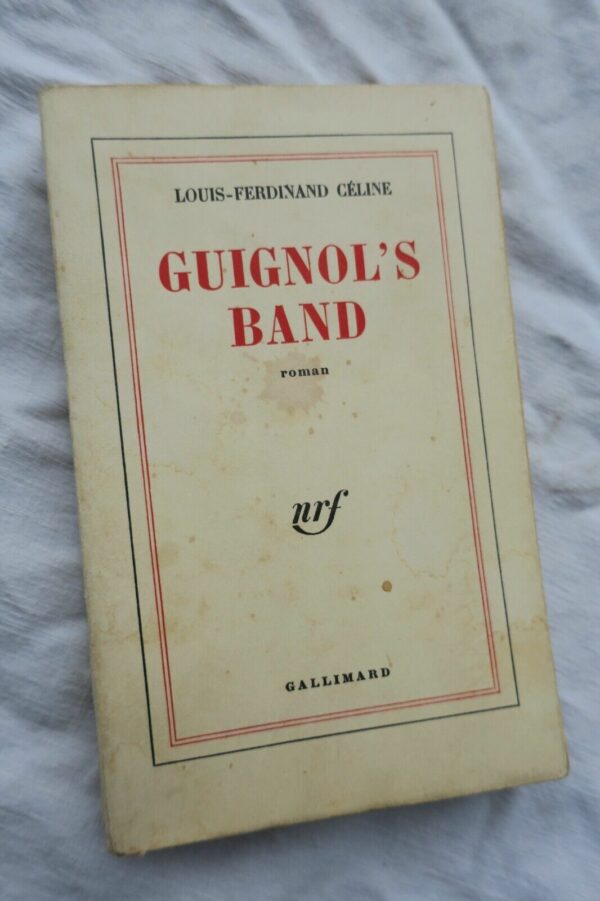 LOUIS-FERDINAND CÉLINE
GUIGNOL'S
BAND
roman
nrf
GALLIMARD